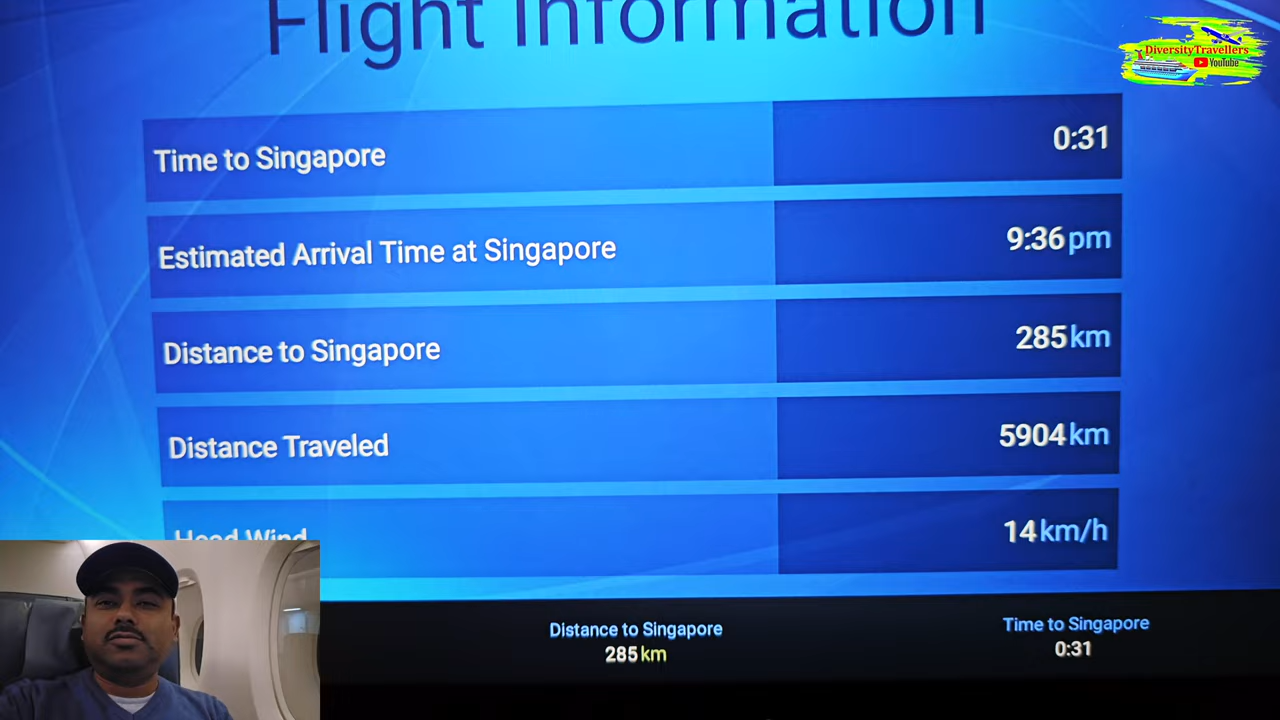 Flight Information
DiversityTravellers
YouTube
Time to Singapore 0:31
Estimated Arrival Time at Singapore 9:36 pm
Distance to Singapore 285 km
Distance Traveled 5904 km
Head Wind 14 km/h
Distance to Singapore
285 km
Time to Singapore
0:31